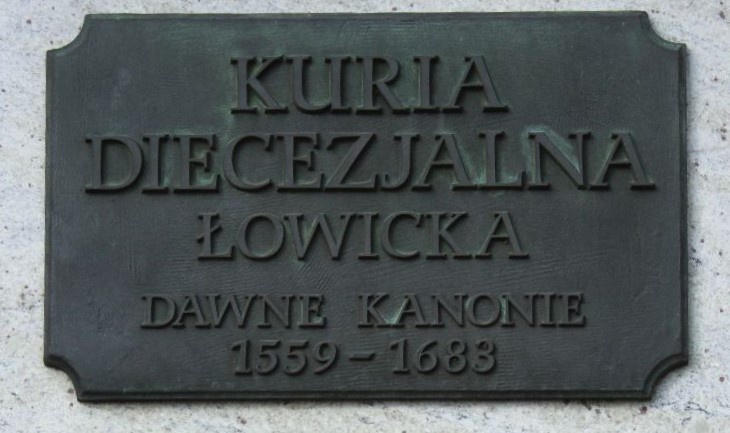 KURIA
DIECEZJALNA
ŁOWICKA
DAWNE KANONIE
1559 – 1683